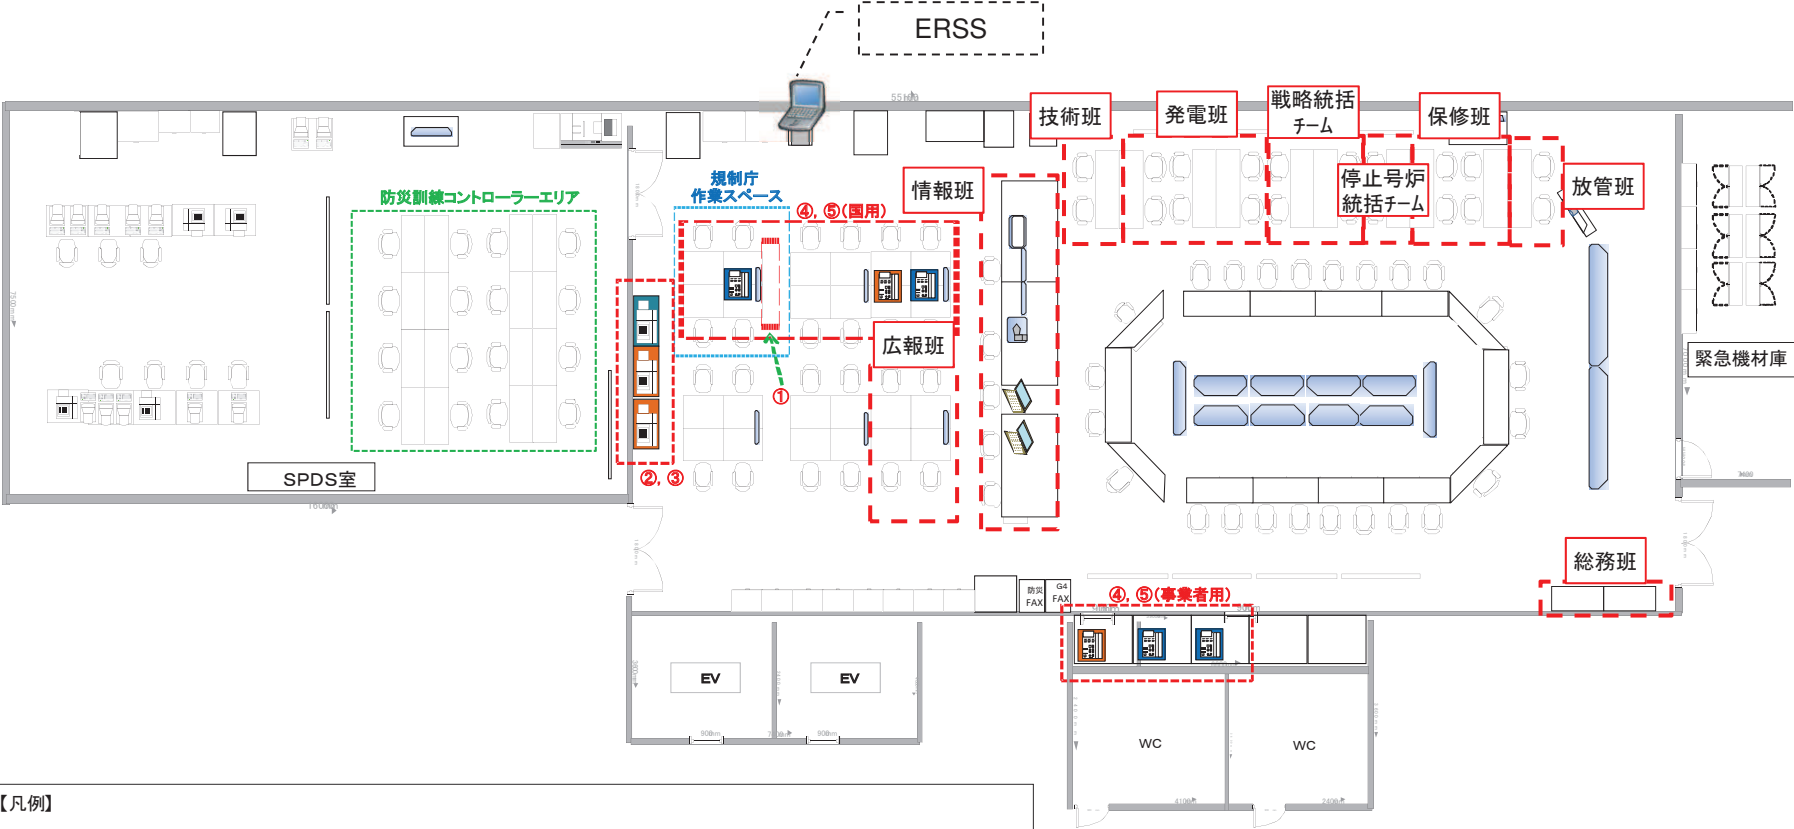 ERSS
技術班
発電班
戦略統括
チーム
保修班
停止号炉
統括チーム
放管班
規制庁
作業スペース
防災訓練コントローラーエリア
④, ⑤(国用)
情報班
広報班
①
②, ③
緊急機材庫
SPDS室
総務班
防災
FAX
G4
FAX
④, ⑤(事業者用)
EV
EV
900mm
900mm
WC
WC
【凡例】